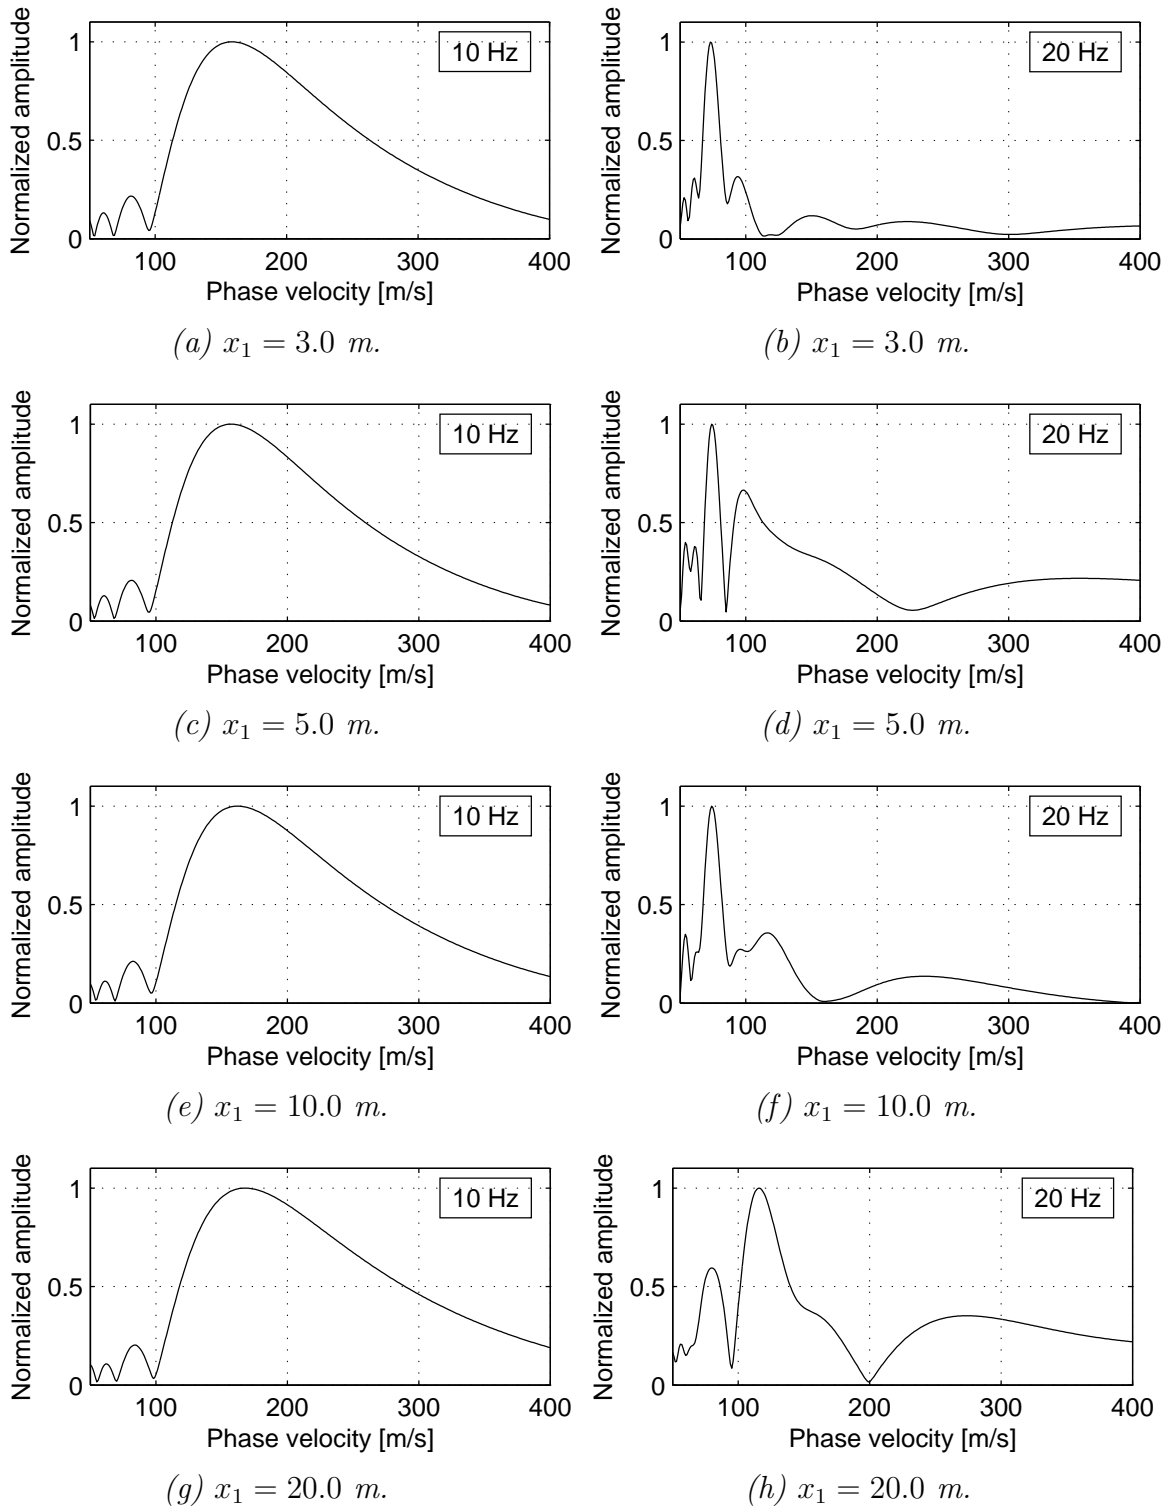 Normalized amplitude
1
0.5
0
10 Hz
100 200 300 400
Phase velocity [m/s]
(a) x₁ = 3.0 m.
Normalized amplitude
1
0.5
0
20 Hz
100 200 300 400
Phase velocity [m/s]
(b) x₁ = 3.0 m.
Normalized amplitude
1
0.5
0
10 Hz
100 200 300 400
Phase velocity [m/s]
(c) x₁ = 5.0 m.
Normalized amplitude
1
0.5
0
20 Hz
100 200 300 400
Phase velocity [m/s]
(d) x₁ = 5.0 m.
Normalized amplitude
1
0.5
0
10 Hz
100 200 300 400
Phase velocity [m/s]
(e) x₁ = 10.0 m.
Normalized amplitude
1
0.5
0
20 Hz
100 200 300 400
Phase velocity [m/s]
(f) x₁ = 10.0 m.
Normalized amplitude
1
0.5
0
10 Hz
100 200 300 400
Phase velocity [m/s]
(g) x₁ = 20.0 m.
Normalized amplitude
1
0.5
0
20 Hz
100 200 300 400
Phase velocity [m/s]
(h) x₁ = 20.0 m.